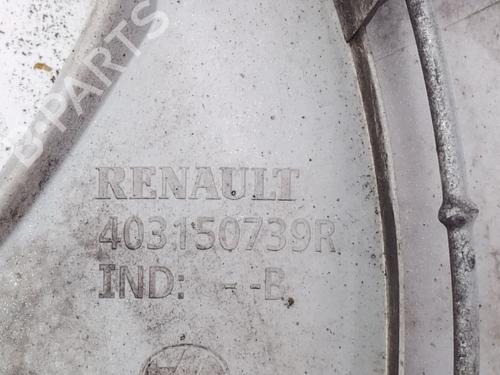 B-PARTS
RENAULT
403150739R
IND: - -B